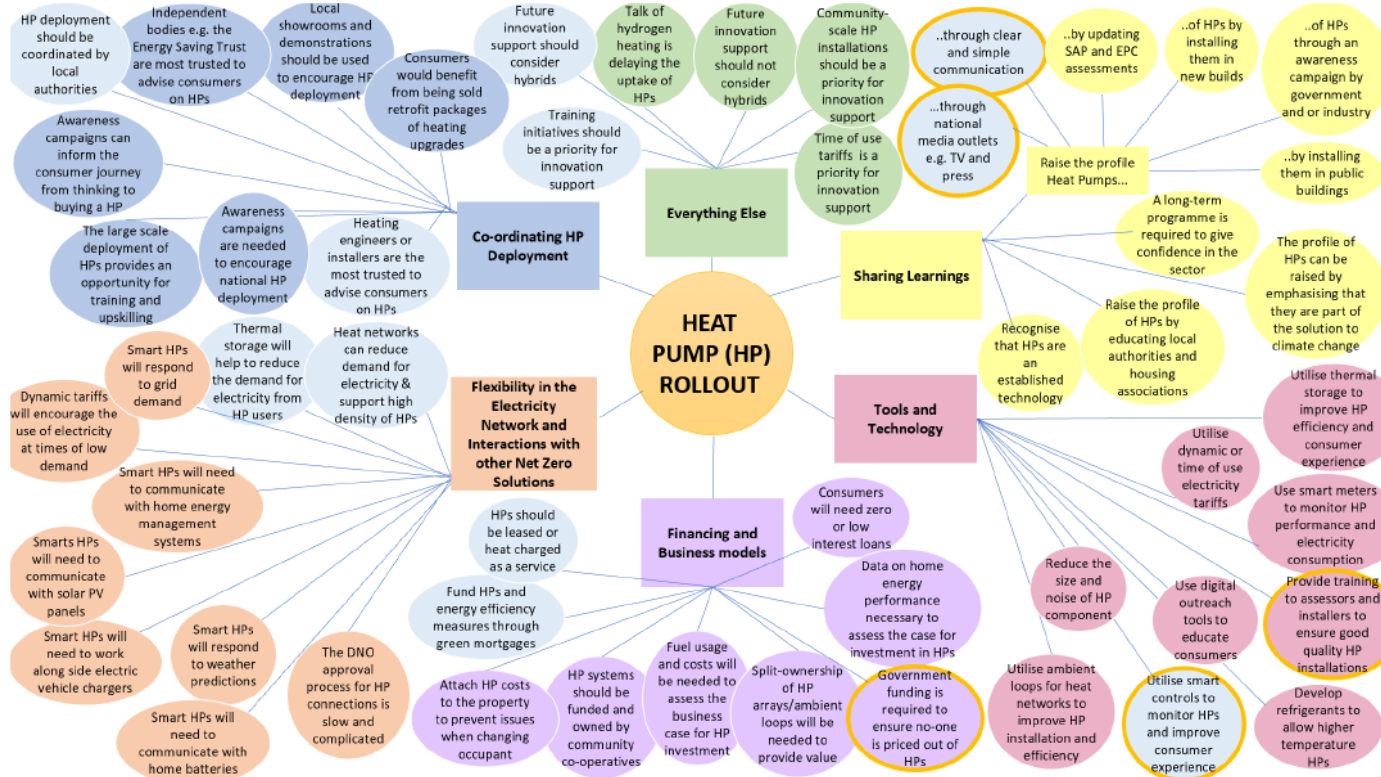 HP deployment
should be
coordinated by
local
authorities
Independent
bodies e.g. the
Energy Saving Trust
are most trusted to
advise consumers
on HPs
Local
showrooms and
demonstrations
should be used
to encourage HP
deployment
Consumers
would benefit
from being sold
retrofit packages
of heating
upgrades
Awareness
campaigns can
inform the
consumer journey
from thinking to
buying a HP
The large scale
deployment of
HPs provides an
opportunity for
training and
upskilling
Awareness
campaigns
are needed
to encourage
national HP
deployment
Heating
engineers or
installers are the
most trusted to
advise consumers
on HPs
Co-ordinating HP
Deployment
Future
innovation
support should
consider
hybrids
Talk of
hydrogen
heating is
delaying the
uptake of
HPs
Future
innovation
support
should not
consider
hybrids
Community-
scale HP
installations
should be a
priority for
innovation
support
Training
initiatives should
be a priority for
innovation
support
Time of use
tariffs is a
priority for
innovation
support
Everything Else
..through clear
and simple
communication
..by updating
SAP and EPC
assessments
..of HPs by
installing
them in
new builds
..of HPs
through an
awareness
campaign by
government
and or industry
...through
national
media outlets
e.g. TV and
press
Raise the profile
Heat Pumps...
..by installing
them in public
buildings
A long-term
programme is
required to give
confidence in the
sector
The profile of
HPs can be
raised by
emphasising that
they are part of
the solution to
climate change
Raise the profile
of HPs by
educating local
authorities and
housing
associations
Recognise
that HPs are
an
established
technology
Sharing Learnings
HEAT
PUMP (HP)
ROLLOUT
Smart HPs
will respond
to grid
demand
Thermal
storage will
help to reduce
the demand for
electricity from
HP users
Heat networks
can reduce
demand for
electricity &
support high
density of HPs
Dynamic tariffs
will encourage the
use of electricity
at times of low
demand
Smart HPs will need
to communicate
with home energy
management
systems
Smarts HPs
will need to
communicate
with solar PV
panels
Smart HPs will
need to work
along side electric
vehicle chargers
Smart HPs
will respond
to weather
predictions
Smart HPs will
need to
communicate with
home batteries
The DNO
approval
process for HP
connections is
slow and
complicated
Flexibility in the
Electricity
Network and
Interactions with
other Net Zero
Solutions
Tools and
Technology
Utilise thermal
storage to
improve HP
efficiency and
consumer
experience
Utilise
dynamic or
time of use
electricity
tariffs
Use smart meters
to monitor HP
performance and
electricity
consumption
Provide training
to assessors and
installers to
ensure good
quality HP
installations
Reduce the
size and
noise of HP
component
Use digital
outreach
tools to
educate
consumers
Utilise ambient
loops for heat
networks to
improve HP
installation and
efficiency
Utilise smart
controls to
monitor HPs
and improve
consumer
experience
Develop
refrigerants to
allow higher
temperature
HPs
Financing and
Business models
HPs should
be leased or
heat charged
as a service
Fund HPs and
energy efficiency
measures through
green mortgages
Attach HP costs
to the property
to prevent issues
when changing
occupant
HP systems
should be
funded and
owned by
community
co-operatives
Fuel usage
and costs will
be needed to
assess the
business
case for HP
investment
Split-ownership
of HP
arrays/ambient
loops will be
needed to
provide value
Government
funding is
required to
ensure no-one
is priced out of
HPs
Data on home
energy
performance
necessary to
assess the case for
investment in HPs
Consumers
will need zero
or low
interest loans